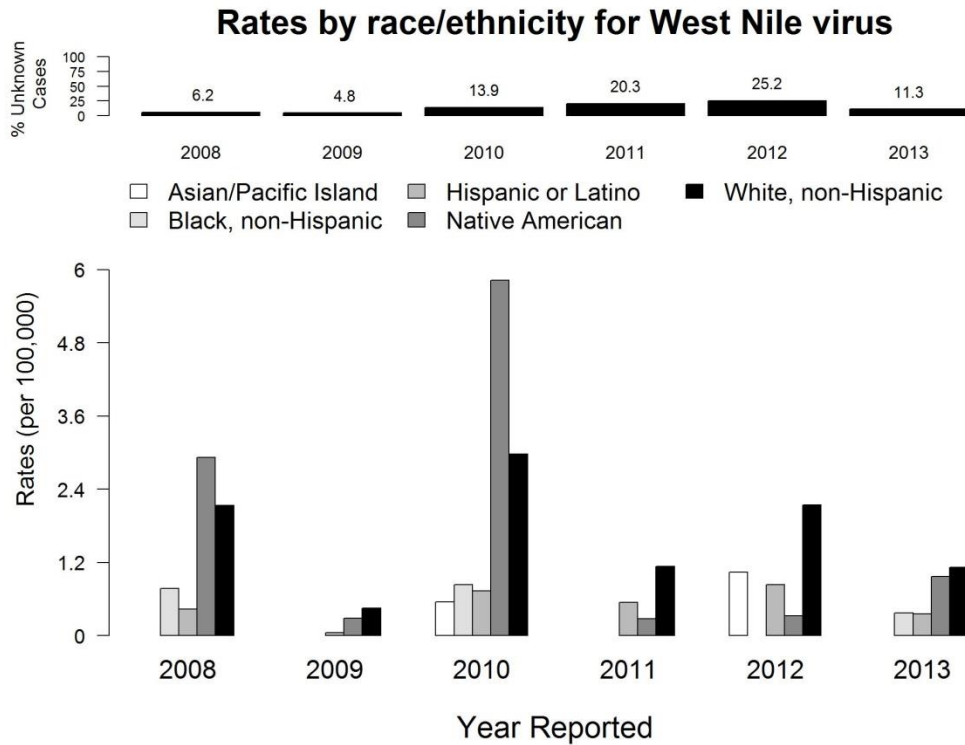 Rates by race/ethnicity for West Nile virus
% Unknown
Cases
100
75
50
25
0
6.2 4.8 13.9 20.3 25.2 11.3
2008 2009 2010 2011 2012 2013
Asian/Pacific Island Hispanic or Latino White, non-Hispanic
Black, non-Hispanic Native American
Rates (per 100,000)
6
4.8
3.6
2.4
1.2
0
2008 2009 2010 2011 2012 2013
Year Reported